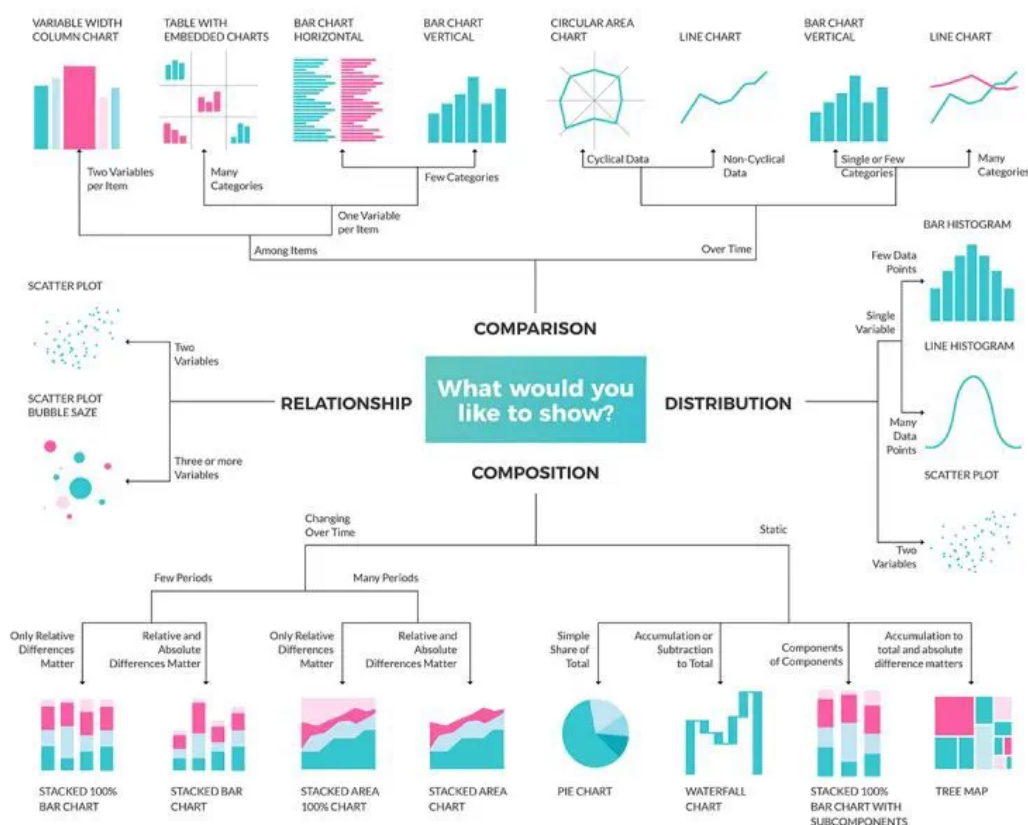 VARIABLE WIDTH
COLUMN CHART
TABLE WITH
EMBEDDED CHARTS
BAR CHART
HORIZONTAL
BAR CHART
VERTICAL
CIRCULAR AREA
CHART
LINE CHART
BAR CHART
VERTICAL
LINE CHART
Two Variables
per Item
Many
Categories
Few Categories
Cyclical Data
Non-Cyclical
Data
Single or Few
Categories
Many
Categories
One Variable
per Item
Among Items
Over Time
COMPARISON
What would you
like to show?
RELATIONSHIP
SCATTER PLOT
Two
Variables
SCATTER PLOT
BUBBLE SAZE
Three or more
Variables
DISTRIBUTION
BAR HISTOGRAM
Few Data
Points
Single
Variable
LINE HISTOGRAM
Many
Data
Points
SCATTER PLOT
Two
Variables
COMPOSITION
Changing
Over Time
Static
Few Periods
Many Periods
Only Relative
Differences
Matter
Relative and
Absolute
Differences Matter
Only Relative
Differences
Matter
Relative and
Absolute
Differences Matter
Simple
Share of
Total
Accumulation or
Subtraction
to Total
Components
of Components
Accumulation to
total and absolute
difference matters
STACKED 100%
BAR CHART
STACKED BAR
CHART
STACKED AREA
100% CHART
STACKED AREA
CHART
PIE CHART
WATERFALL
CHART
STACKED 100%
BAR CHART WITH
SUBCOMPONENTS
TREE MAP